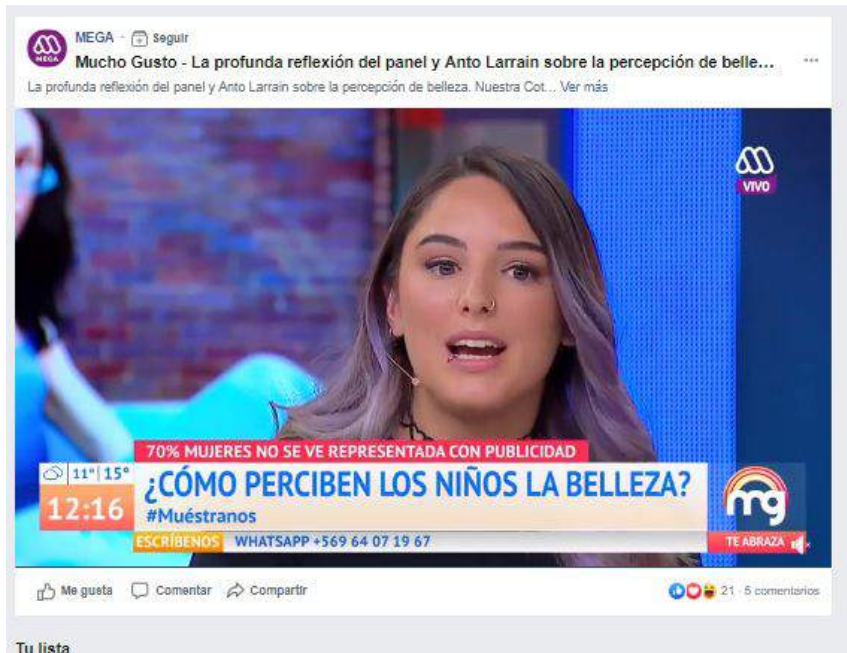 MEGA · Seguir
MEGA
Mucho Gusto - La profunda reflexión del panel y Anto Larrain sobre la percepción de belle...
La profunda reflexión del panel y Anto Larrain sobre la percepción de belleza. Nuestra Cot... Ver más
VIVO
70% MUJERES NO SE VE REPRESENTADA CON PUBLICIDAD
11° 15°
¿CÓMO PERCIBEN LOS NIÑOS LA BELLEZA?
12:16
#Muéstranos
mg
ESCRÍBENOS WHATSAPP +569 64 07 19 67
TE ABRAZA
Me gusta Comentar Compartir 21 · 5 comentarios
Tu lista